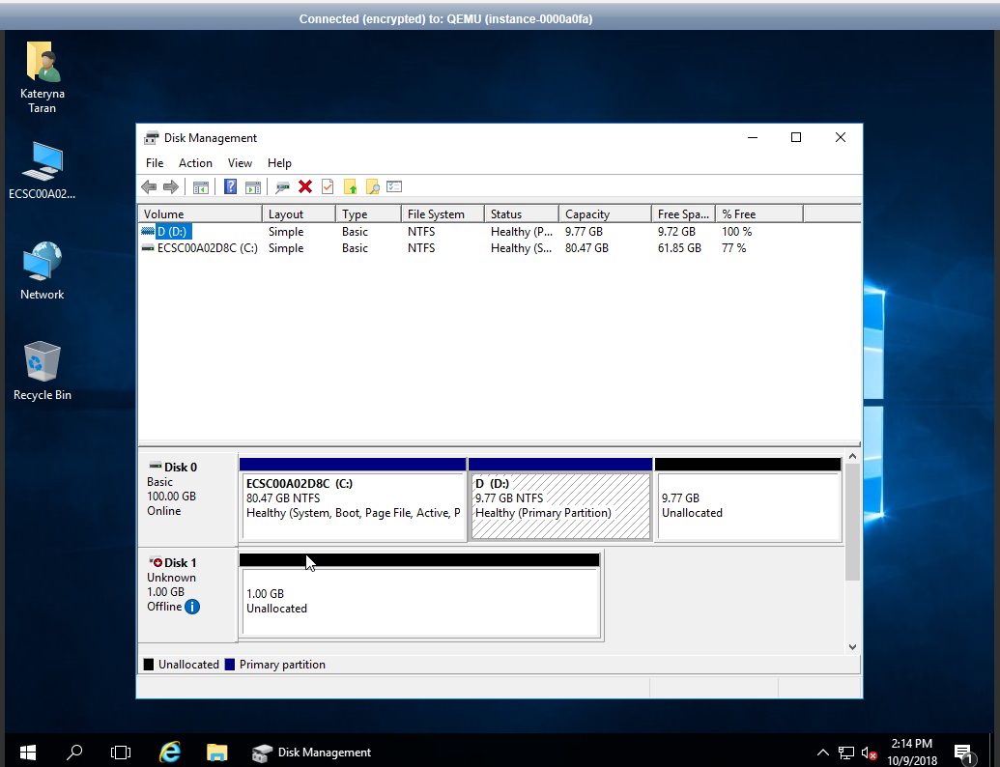 Connected (encrypted) to: QEMU (instance-0000a0fa)
Kateryna
Taran
ECSC00A02...
Network
Recycle Bin
Disk Management
File Action View Help
Volume Layout Type File System Status Capacity Free Spa... % Free
D (D:) Simple Basic NTFS Healthy (P... 9.77 GB 9.72 GB 100 %
ECSC00A02D8C (C:) Simple Basic NTFS Healthy (S... 80.47 GB 61.85 GB 77 %
Disk 0
Basic
100.00 GB
Online
ECSC00A02D8C (C:)
80.47 GB NTFS
Healthy (System, Boot, Page File, Active, P
D (D:)
9.77 GB NTFS
Healthy (Primary Partition)
9.77 GB
Unallocated
Disk 1
Unknown
1.00 GB
Offline
1.00 GB
Unallocated
Unallocated Primary partition
Disk Management
2:14 PM
10/9/2018
1